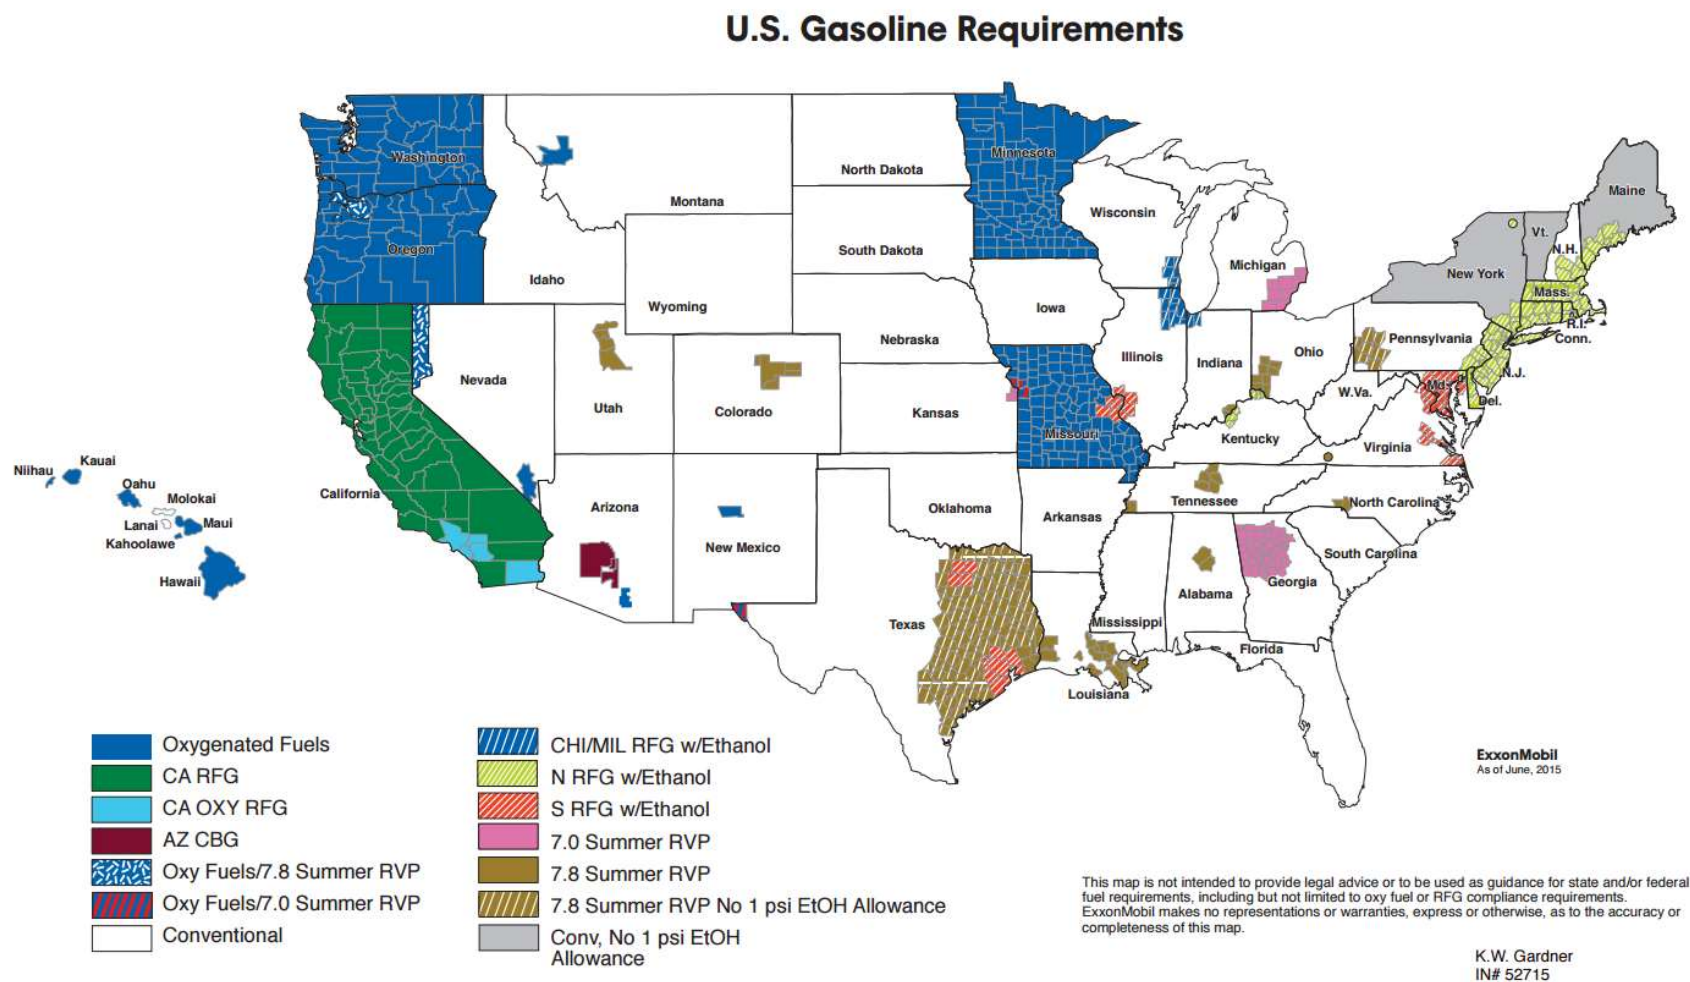 U.S. Gasoline Requirements
Washington
Oregon
Montana
Idaho
Wyoming
North Dakota
South Dakota
Minnesota
Wisconsin
Michigan
Iowa
Nebraska
Nevada
Utah
Colorado
Kansas
Missouri
Illinois
Indiana
Ohio
Pennsylvania
New York
Vt.
N.H.
Maine
Mass.
R.I.
Conn.
N.J.
Del.
Md.
W.Va.
Virginia
Kentucky
Tennessee
North Carolina
South Carolina
Georgia
Alabama
Mississippi
Florida
Louisiana
Arkansas
Oklahoma
Texas
New Mexico
Arizona
California
Niihau
Kauai
Oahu
Molokai
Lanai
Maui
Kahoolawe
Hawaii
Oxygenated Fuels
CA RFG
CA OXY RFG
AZ CBG
Oxy Fuels/7.8 Summer RVP
Oxy Fuels/7.0 Summer RVP
Conventional
CHI/MIL RFG w/Ethanol
N RFG w/Ethanol
S RFG w/Ethanol
7.0 Summer RVP
7.8 Summer RVP
7.8 Summer RVP No 1 psi EtOH Allowance
Conv, No 1 psi EtOH
Allowance
ExxonMobil
As of June, 2015
This map is not intended to provide legal advice or to be used as guidance for state and/or federal
fuel requirements, including but not limited to oxy fuel or RFG compliance requirements.
ExxonMobil makes no representations or warranties, express or otherwise, as to the accuracy or
completeness of this map.
K.W. Gardner
IN# 52715